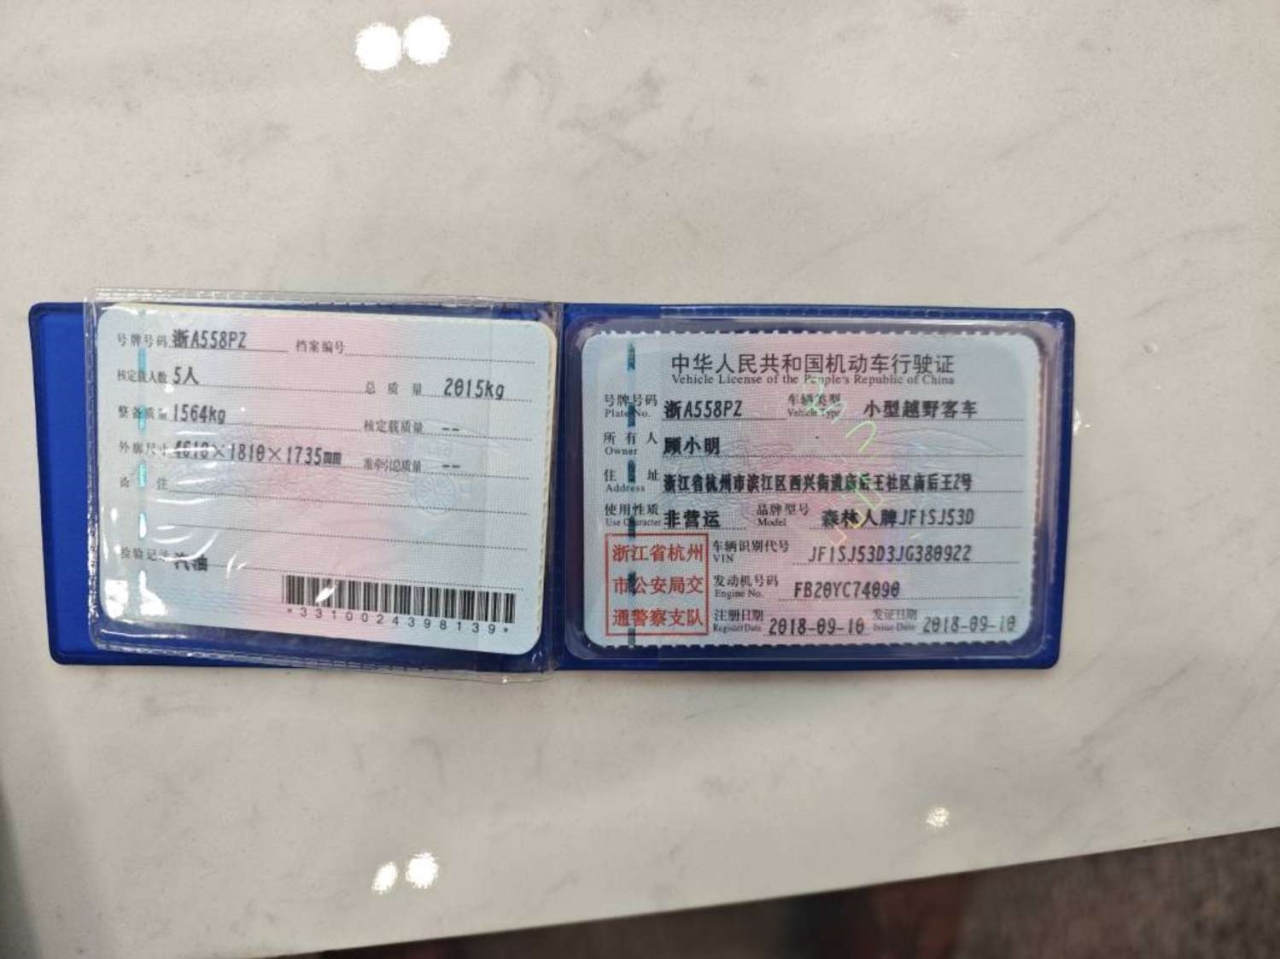 号牌号码 浙A558PZ 档案编号
核定载人数 5人 总质量 2015kg
整备质量 1564kg 核定载质量 --
外廓尺寸 4610×1810×1735mm 准牵引总质量 --
备注
检验记录 汽油
*3310024398139*
中华人民共和国机动车行驶证
Vehicle License of the People's Republic of China
号牌号码 浙A558PZ 车辆类型 小型越野客车
Plate No. Vehicle Type
所有人 顾小明
Owner
住址 浙江省杭州市滨江区西兴街道庙后王社区庙后王2号
Address
使用性质 非营运 品牌型号 森林人牌JF1SJ53D
Use Character Model
浙江省杭州
市公安局交
通警察支队
车辆识别代号 JF1SJ53D3JG380922
VIN
发动机号码 FB20YC74090
Engine No.
注册日期 2018-09-10 发证日期 2018-09-10
Register Date Issue Date